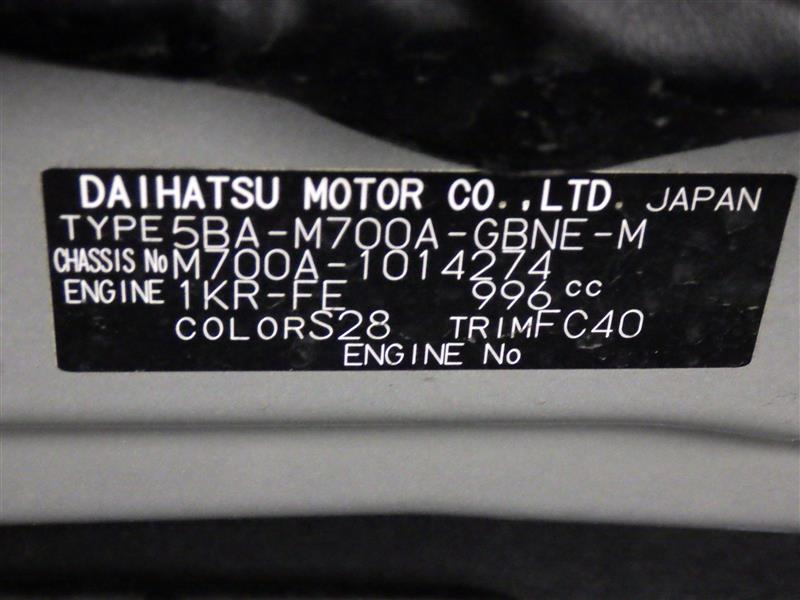 DAIHATSU MOTOR CO.,LTD. JAPAN
TYPE 5BA-M700A-GBNE-M
CHASSIS No M700A-1014274
ENGINE 1KR-FE 996 cc
COLOR S28 TRIM FC40
ENGINE No